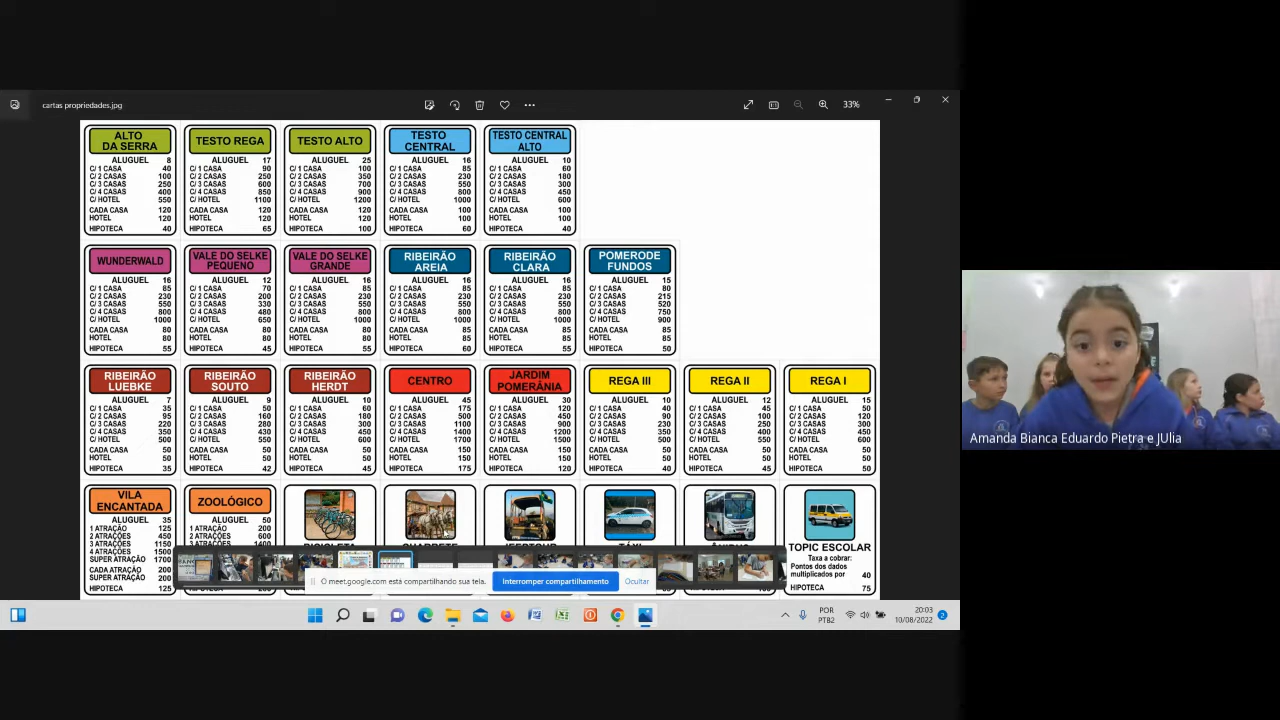 cartas propriedades.jpg
33%
ALTO
DA SERRA
ALUGUEL 8
C/ 1 CASA 40
C/ 2 CASAS 100
C/ 3 CASAS 250
C/ 4 CASAS 400
C/ HOTEL 550
CADA CASA 120
HOTEL 120
HIPOTECA 40
TESTO REGA
ALUGUEL 17
C/ 1 CASA 90
C/ 2 CASAS 250
C/ 3 CASAS 600
C/ 4 CASAS 850
C/ HOTEL 1100
CADA CASA 120
HOTEL 120
HIPOTECA 65
TESTO ALTO
ALUGUEL 25
C/ 1 CASA 100
C/ 2 CASAS 350
C/ 3 CASAS 700
C/ 4 CASAS 900
C/ HOTEL 1200
CADA CASA 120
HOTEL 120
HIPOTECA 100
TESTO
CENTRAL
ALUGUEL 16
C/ 1 CASA 85
C/ 2 CASAS 230
C/ 3 CASAS 550
C/ 4 CASAS 800
C/ HOTEL 1000
CADA CASA 100
HOTEL 100
HIPOTECA 60
TESTO CENTRAL
ALTO
ALUGUEL 10
C/ 1 CASA 60
C/ 2 CASAS 180
C/ 3 CASAS 300
C/ 4 CASAS 450
C/ HOTEL 600
CADA CASA 100
HOTEL 100
HIPOTECA 40
WUNDERWALD
ALUGUEL 16
C/ 1 CASA 85
C/ 2 CASAS 230
C/ 3 CASAS 550
C/ 4 CASAS 800
C/ HOTEL 1000
CADA CASA 80
HOTEL 80
HIPOTECA 55
VALE DO SELKE
PEQUENO
ALUGUEL 12
C/ 1 CASA 70
C/ 2 CASAS 200
C/ 3 CASAS 330
C/ 4 CASAS 480
C/ HOTEL 650
CADA CASA 80
HOTEL 80
HIPOTECA 45
VALE DO SELKE
GRANDE
ALUGUEL 16
C/ 1 CASA 85
C/ 2 CASAS 230
C/ 3 CASAS 550
C/ 4 CASAS 800
C/ HOTEL 1000
CADA CASA 80
HOTEL 80
HIPOTECA 55
RIBEIRÃO
AREIA
ALUGUEL 16
C/ 1 CASA 85
C/ 2 CASAS 230
C/ 3 CASAS 550
C/ 4 CASAS 800
C/ HOTEL 1000
CADA CASA 85
HOTEL 85
HIPOTECA 60
RIBEIRÃO
CLARA
ALUGUEL 16
C/ 1 CASA 85
C/ 2 CASAS 230
C/ 3 CASAS 550
C/ 4 CASAS 800
C/ HOTEL 1000
CADA CASA 85
HOTEL 85
HIPOTECA 55
POMERODE
FUNDOS
ALUGUEL 15
C/ 1 CASA 80
C/ 2 CASAS 215
C/ 3 CASAS 520
C/ 4 CASAS 750
C/ HOTEL 900
CADA CASA 85
HOTEL 85
HIPOTECA 50
RIBEIRÃO
LUEBKE
ALUGUEL 7
C/ 1 CASA 35
C/ 2 CASAS 95
C/ 3 CASAS 220
C/ 4 CASAS 350
C/ HOTEL 500
CADA CASA 50
HOTEL 50
HIPOTECA 35
RIBEIRÃO
SOUTO
ALUGUEL 9
C/ 1 CASA 50
C/ 2 CASAS 160
C/ 3 CASAS 280
C/ 4 CASAS 430
C/ HOTEL 550
CADA CASA 50
HOTEL 50
HIPOTECA 42
RIBEIRÃO
HERDT
ALUGUEL 10
C/ 1 CASA 60
C/ 2 CASAS 180
C/ 3 CASAS 300
C/ 4 CASAS 450
C/ HOTEL 600
CADA CASA 50
HOTEL 50
HIPOTECA 45
CENTRO
ALUGUEL 45
C/ 1 CASA 175
C/ 2 CASAS 500
C/ 3 CASAS 1100
C/ 4 CASAS 1400
C/ HOTEL 1700
CADA CASA 150
HOTEL 150
HIPOTECA 175
JARDIM
POMERÂNIA
ALUGUEL 30
C/ 1 CASA 120
C/ 2 CASAS 450
C/ 3 CASAS 900
C/ 4 CASAS 1200
C/ HOTEL 1500
CADA CASA 150
HOTEL 150
HIPOTECA 120
REGA III
ALUGUEL 10
C/ 1 CASA 40
C/ 2 CASAS 90
C/ 3 CASAS 230
C/ 4 CASAS 350
C/ HOTEL 500
CADA CASA 50
HOTEL 50
HIPOTECA 40
REGA II
ALUGUEL 12
C/ 1 CASA 45
C/ 2 CASAS 100
C/ 3 CASAS 250
C/ 4 CASAS 400
C/ HOTEL 550
CADA CASA 50
HOTEL 50
HIPOTECA 45
REGA I
ALUGUEL 15
C/ 1 CASA 50
C/ 2 CASAS 120
C/ 3 CASAS 300
C/ 4 CASAS 450
C/ HOTEL 600
CADA CASA 50
HOTEL 50
HIPOTECA 50
VILA
ENCANTADA
ALUGUEL 35
1 ATRAÇÃO 125
2 ATRAÇÕES 450
3 ATRAÇÕES 1150
4 ATRAÇÕES 1400
SUPER ATRAÇÃO 1700
CADA ATRAÇÃO 200
SUPER ATRAÇÃO 200
HIPOTECA 125
ZOOLÓGICO
ALUGUEL 50
1 ATRAÇÃO 200
2 ATRAÇÕES 600
TOPIC ESCOLAR
Taxa a cobrar:
Pontos dos dados
multiplicados por 40
HIPOTECA 75
O meet.google.com está compartilhando sua tela.
Interromper compartilhamento
Ocultar
POR
PTB2
20:03
10/08/2022
2
Amanda Bianca Eduardo Pietra e JUlia